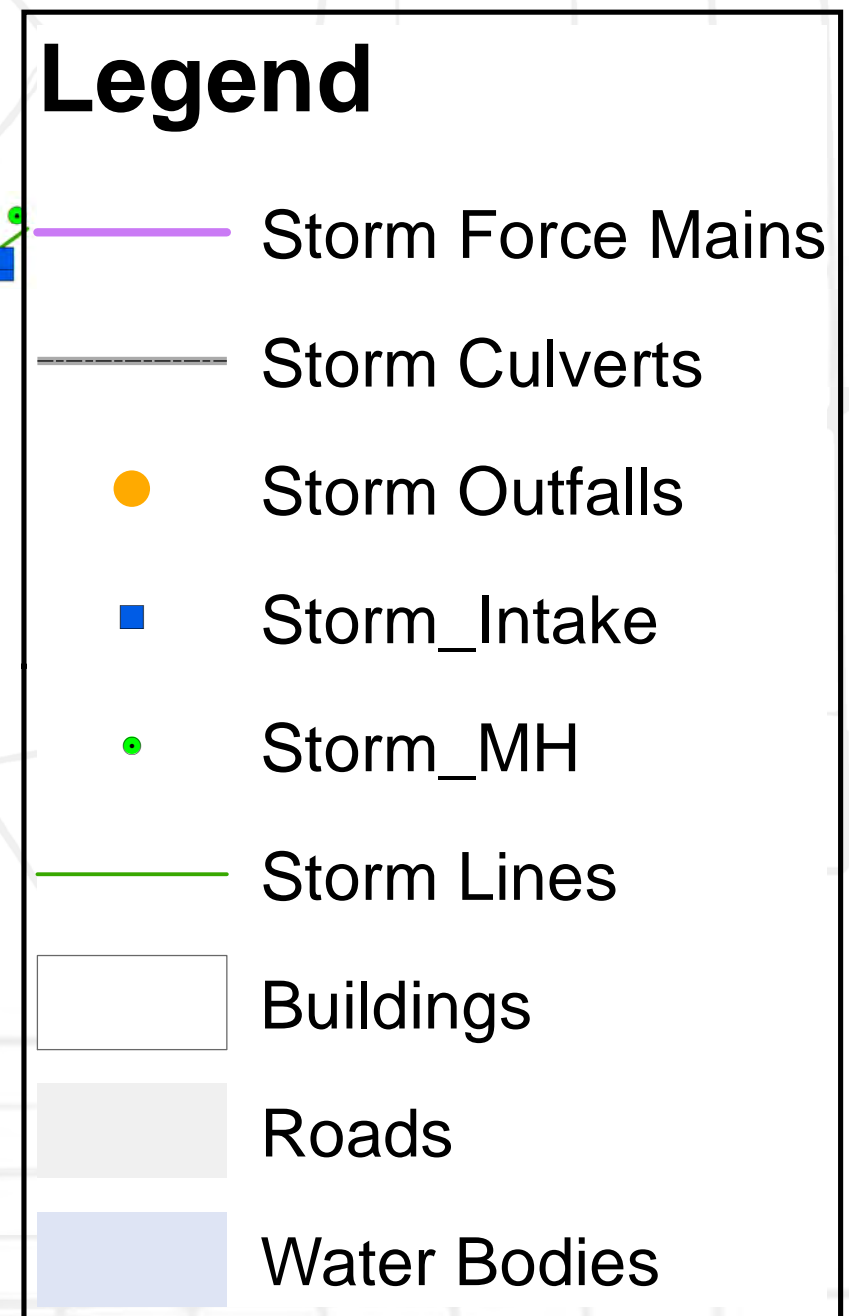 Legend
Storm Force Mains
Storm Culverts
Storm Outfalls
Storm_Intake
Storm_MH
Storm Lines
Buildings
Roads
Water Bodies